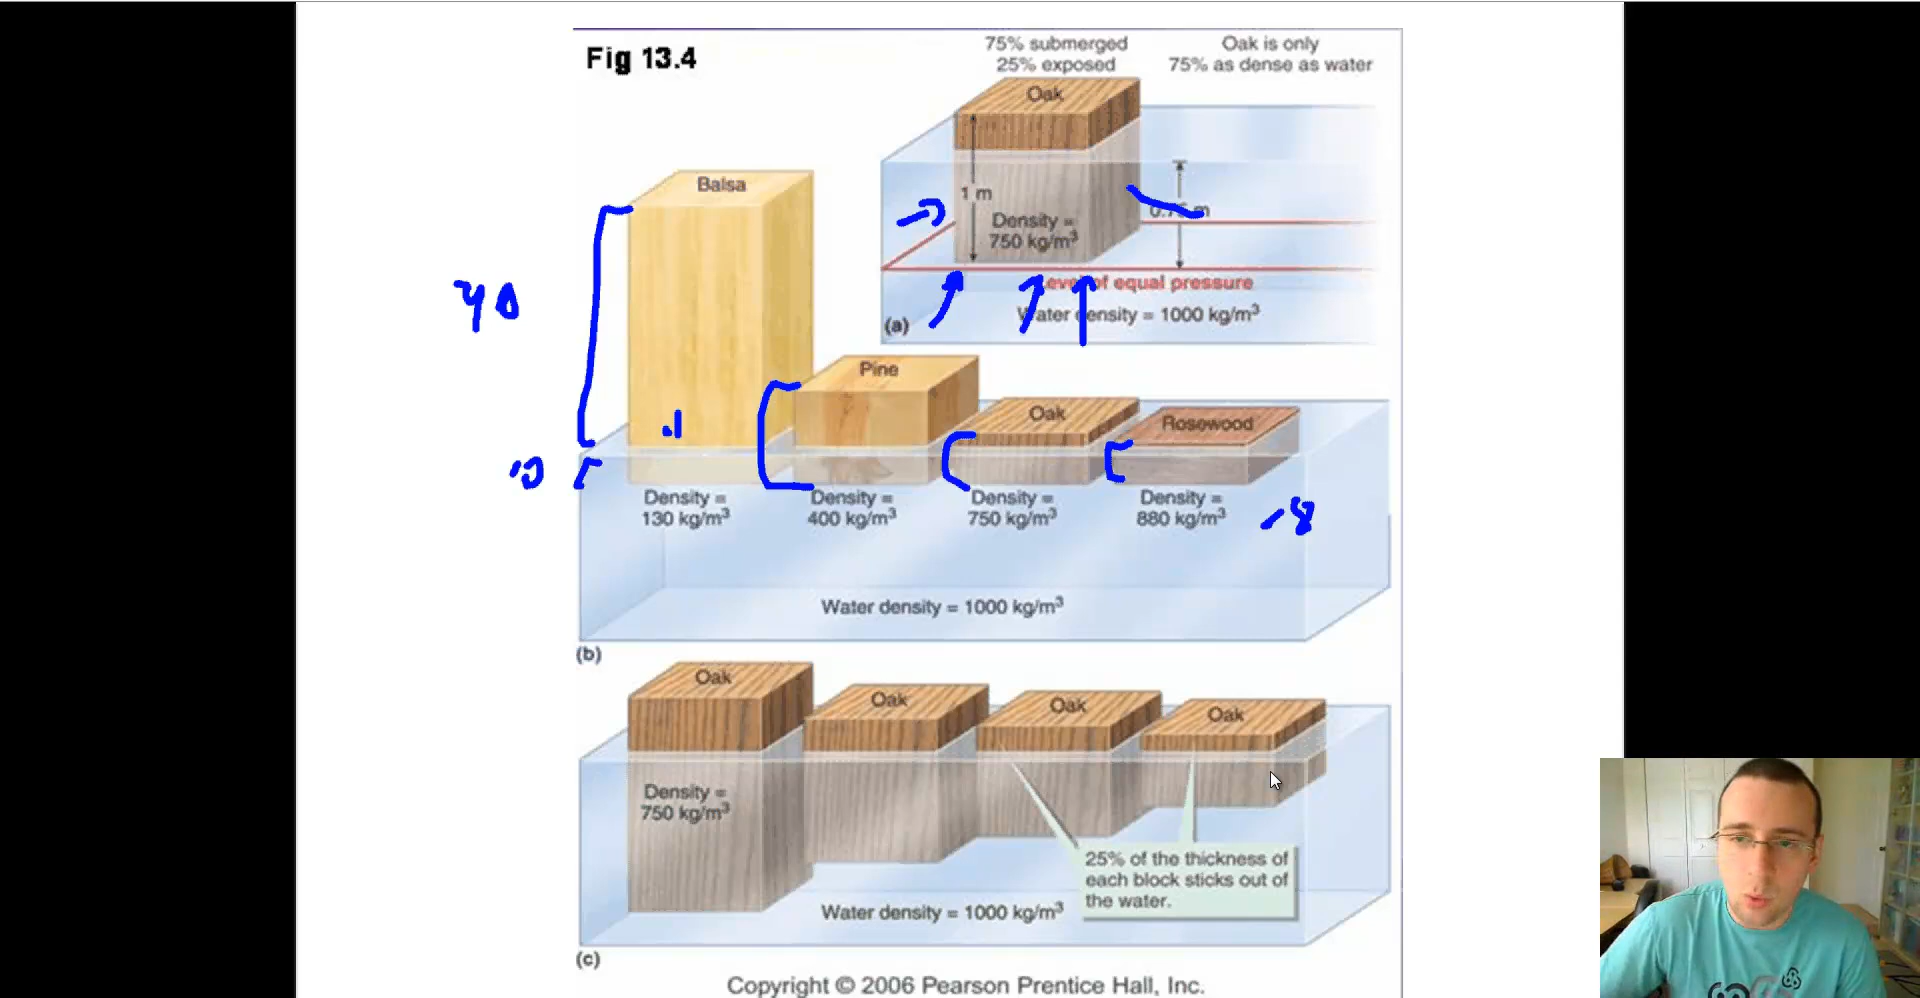 Fig 13.4
75% submerged
25% exposed
Oak is only
75% as dense as water
Oak
1 m
Density =
750 kg/m³
Level of equal pressure
Water density = 1000 kg/m³
(a)
Balsa
Pine
Oak
Rosewood
Density =
130 kg/m³
Density =
400 kg/m³
Density =
750 kg/m³
Density =
880 kg/m³
Water density = 1000 kg/m³
(b)
Oak
Oak
Oak
Oak
Density =
750 kg/m³
25% of the thickness of
each block sticks out of
the water.
Water density = 1000 kg/m³
(c)
Copyright © 2006 Pearson Prentice Hall, Inc.